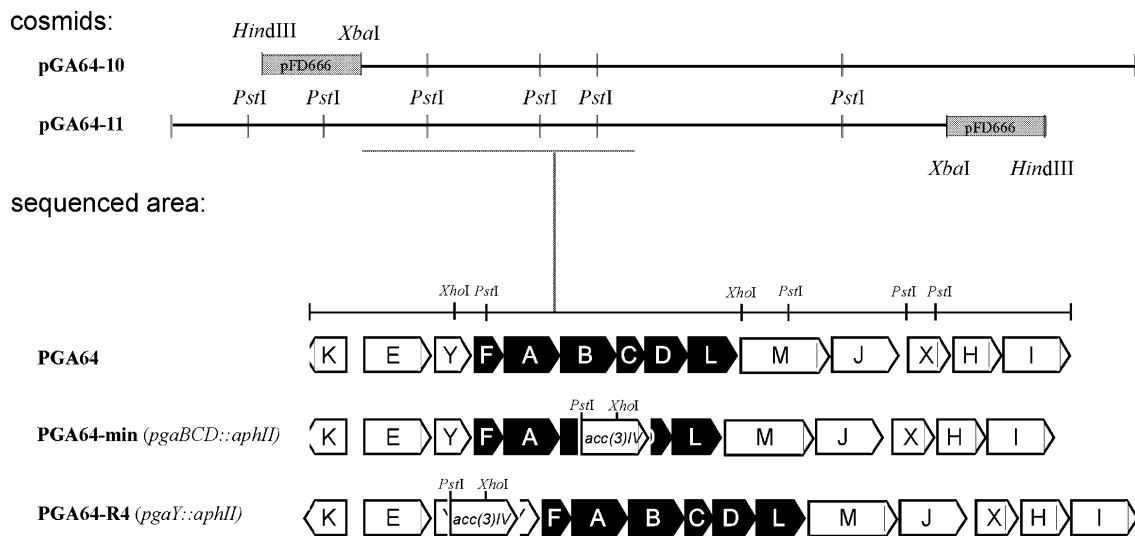 cosmids:
HindIII XbaI
pGA64-10 pFD666
PstI PstI PstI PstI PstI PstI
pGA64-11 pFD666
XbaI HindIII
sequenced area:
XhoI PstI XhoI PstI PstI PstI
PGA64 K E Y F A B C D L M J X H I
PstI XhoI
PGA64-min (pgaBCD::aphII) K E Y F A acc(3)IV L M J X H I
PstI XhoI
PGA64-R4 (pgaY::aphII) K E acc(3)IV F A B C D L M J X H I